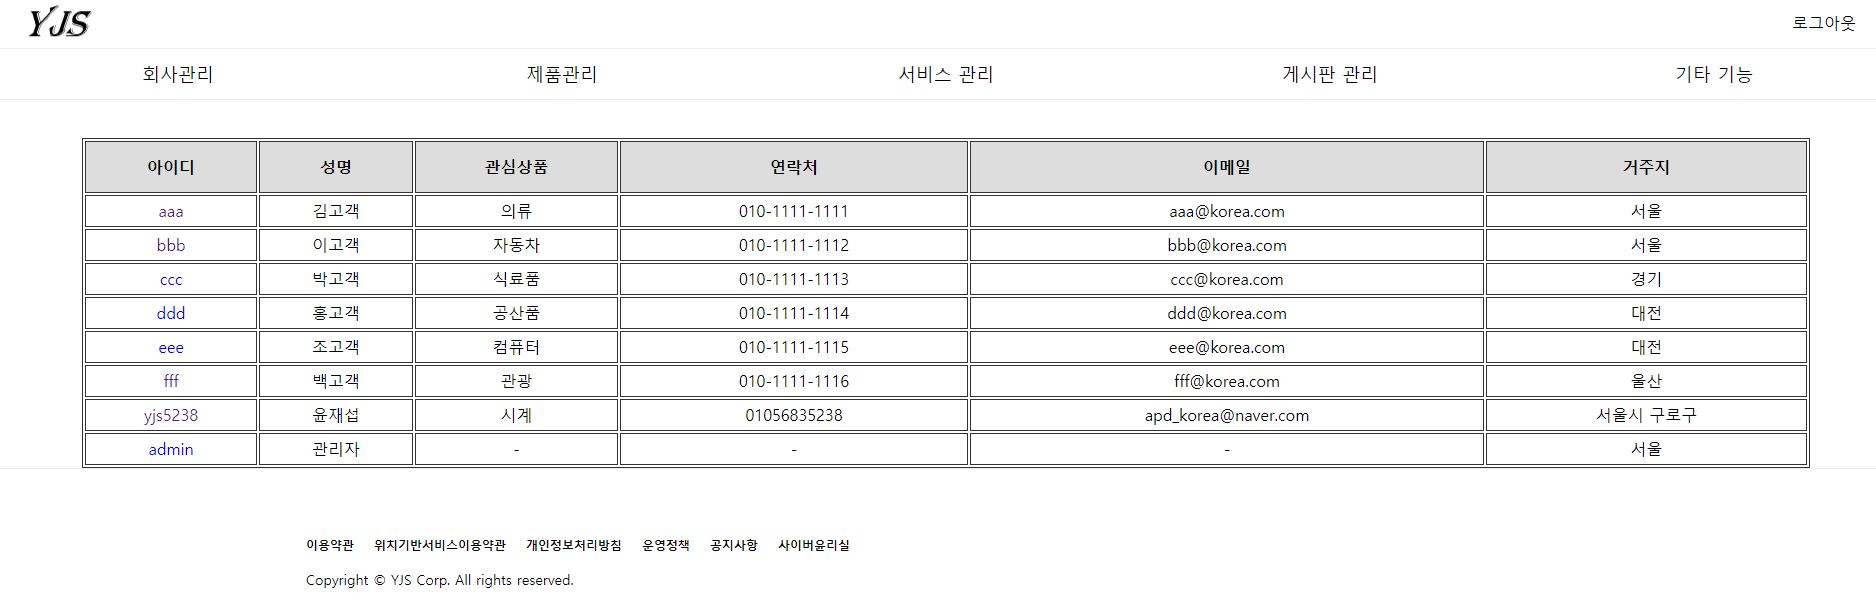 YJS 로그아웃
회사관리 제품관리 서비스 관리 게시판 관리 기타 기능
아이디 성명 관심상품 연락처 이메일 거주지
aaa 김고객 의류 010-1111-1111 aaa@korea.com 서울
bbb 이고객 자동차 010-1111-1112 bbb@korea.com 서울
ccc 박고객 식료품 010-1111-1113 ccc@korea.com 경기
ddd 홍고객 공산품 010-1111-1114 ddd@korea.com 대전
eee 조고객 컴퓨터 010-1111-1115 eee@korea.com 대전
fff 백고객 관광 010-1111-1116 fff@korea.com 울산
yjs5238 윤재섭 시계 01056835238 apd_korea@naver.com 서울시 구로구
admin 관리자 - - - 서울
이용약관 위치기반서비스이용약관 개인정보처리방침 운영정책 공지사항 사이버윤리실
Copyright © YJS Corp. All rights reserved.